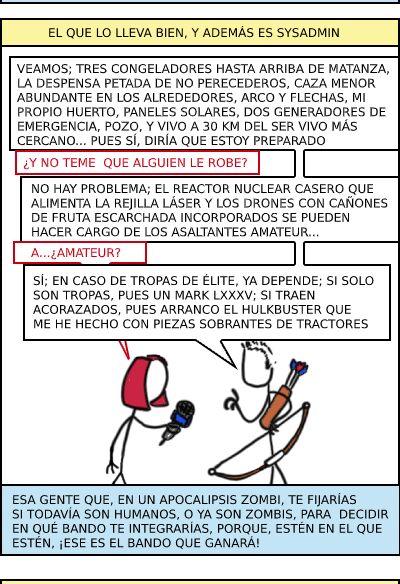 EL QUE LO LLEVA BIEN, Y ADEMÁS ES SYSADMIN
VEAMOS; TRES CONGELADORES HASTA ARRIBA DE MATANZA,
LA DESPENSA PETADA DE NO PERECEDEROS, CAZA MENOR
ABUNDANTE EN LOS ALREDEDORES, ARCO Y FLECHAS, MI
PROPIO HUERTO, PANELES SOLARES, DOS GENERADORES DE
EMERGENCIA, POZO, Y VIVO A 30 KM DEL SER VIVO MÁS
CERCANO... PUES SÍ, DIRÍA QUE ESTOY PREPARADO
¿Y NO TEME QUE ALGUIEN LE ROBE?
NO HAY PROBLEMA; EL REACTOR NUCLEAR CASERO QUE
ALIMENTA LA REJILLA LÁSER Y LOS DRONES CON CAÑONES
DE FRUTA ESCARCHADA INCORPORADOS SE PUEDEN
HACER CARGO DE LOS ASALTANTES AMATEUR...
A...¿AMATEUR?
SÍ; EN CASO DE TROPAS DE ÉLITE, YA DEPENDE; SI SOLO
SON TROPAS, PUES UN MARK LXXXV; SI TRAEN
ACORAZADOS, PUES ARRANCO EL HULKBUSTER QUE
ME HE HECHO CON PIEZAS SOBRANTES DE TRACTORES
ESA GENTE QUE, EN UN APOCALIPSIS ZOMBI, TE FIJARÍAS
SI TODAVÍA SON HUMANOS, O YA SON ZOMBIS, PARA DECIDIR
EN QUÉ BANDO TE INTEGRARÍAS, PORQUE, ESTÉN EN EL QUE
ESTÉN, ¡ESE ES EL BANDO QUE GANARÁ!